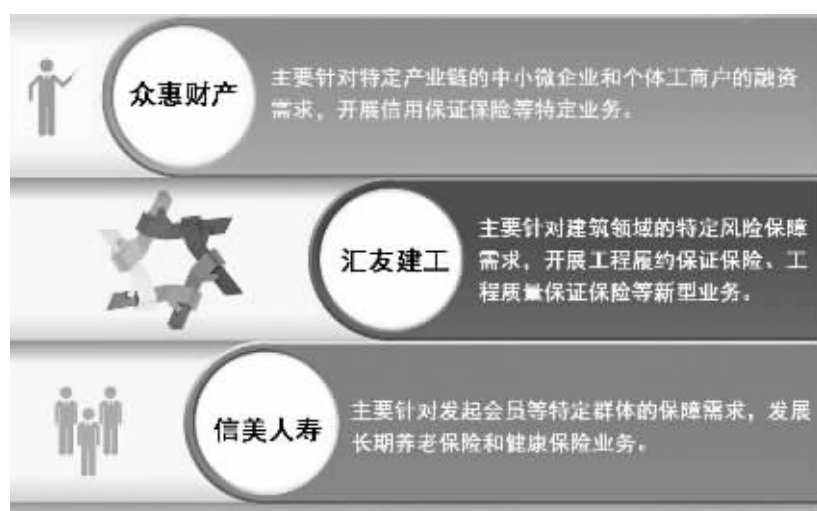 众惠财产
主要针对特定产业链的中小微企业和个体工商户的融资
需求，开展信用保证保险等特定业务。
汇友建工
主要针对建筑领域的特定风险保障
需求，开展工程履约保证保险、工
程质量保证保险等新型业务。
信美人寿
主要针对发起会员等特定群体的保障需求，发展
长期养老保险和健康保险业务。